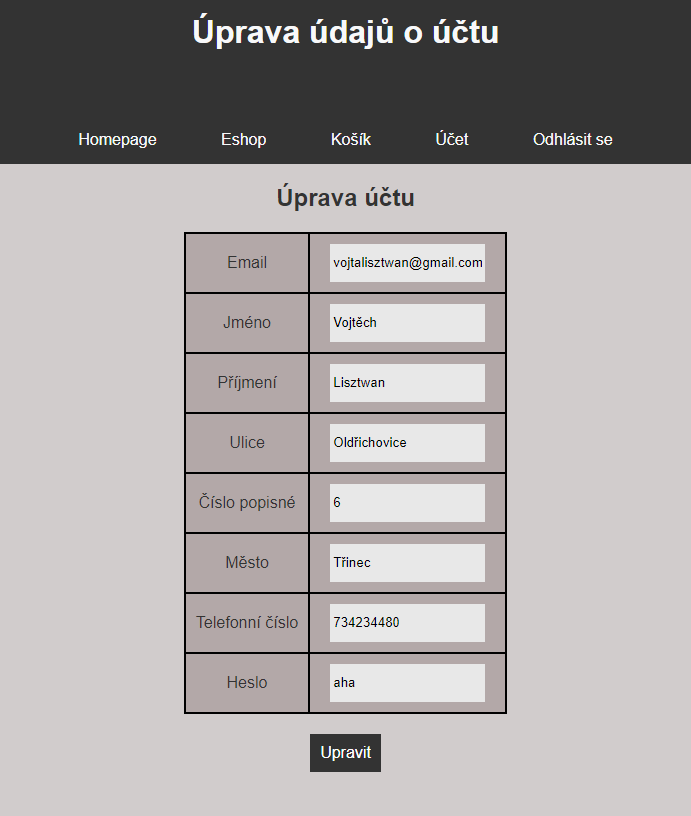 Úprava údajů o účtu
Homepage Eshop Košík Účet Odhlásit se
Úprava účtu
Email vojtalisztwan@gmail.com
Jméno Vojtěch
Příjmení Lisztwan
Ulice Oldřichovice
Číslo popisné 6
Město Třinec
Telefonní číslo 734234480
Heslo aha
Upravit